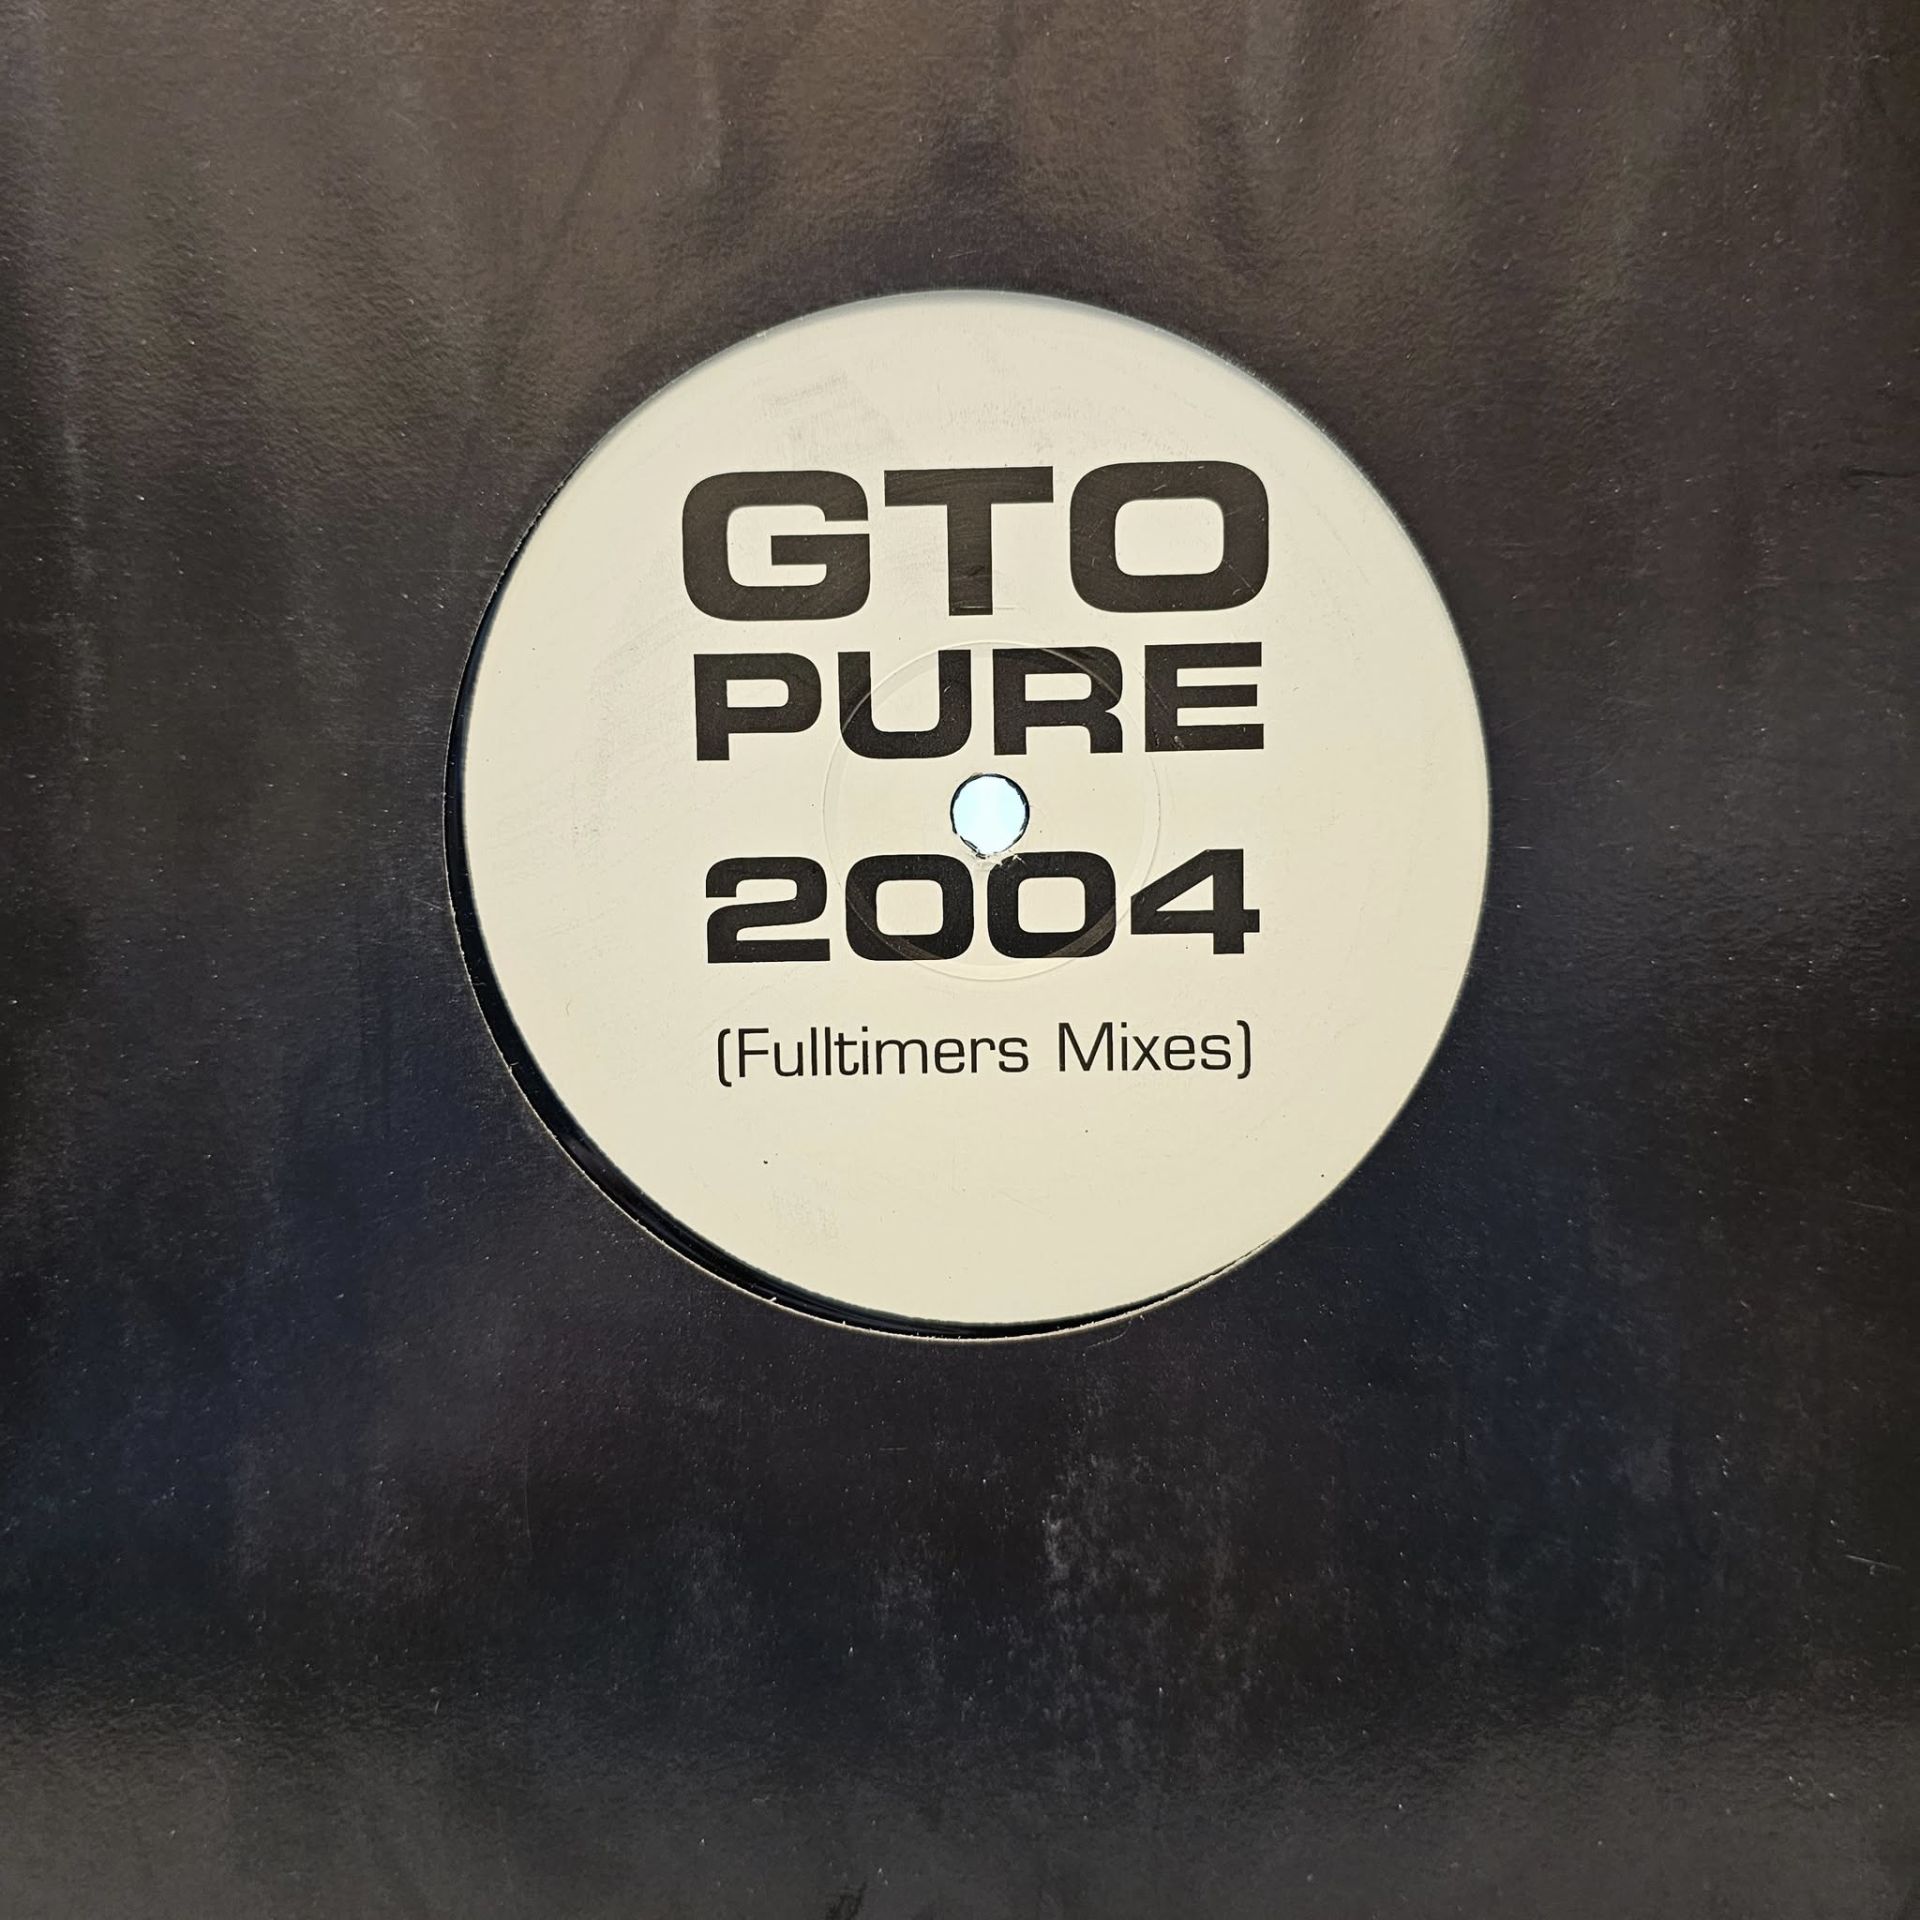 GTO
PURE
2004
(Fulltimers Mixes)